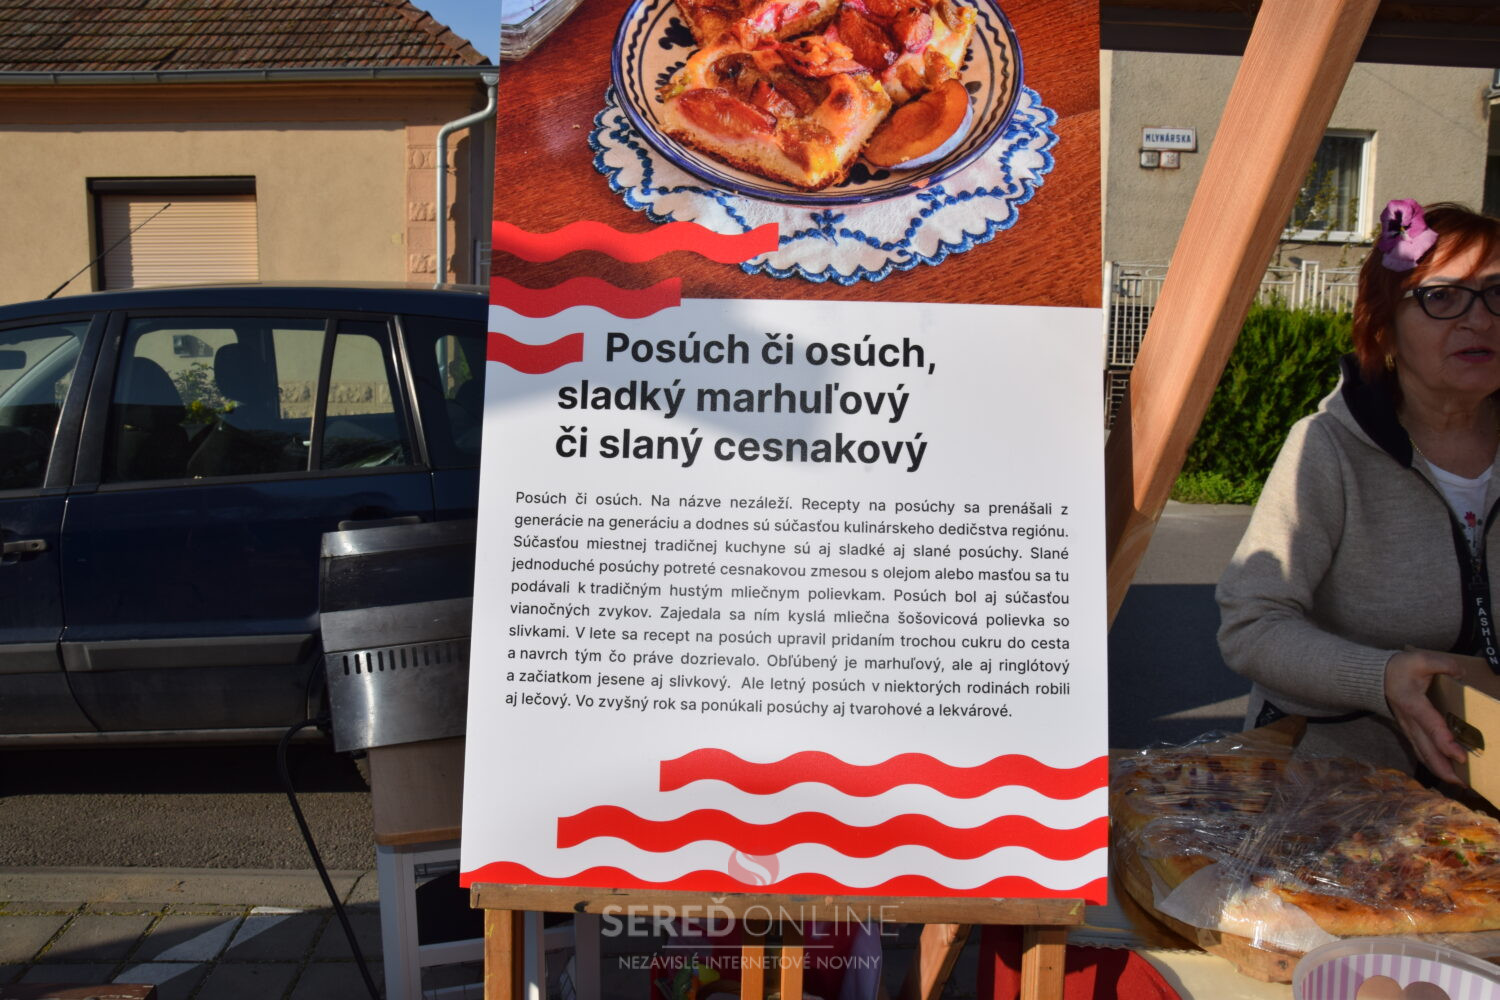 MLYNÁRSKA
Posúch či osúch,
sladký marhuľový
či slaný cesnakový
Posúch či osúch. Na názve nezáleží. Recepty na posúchy sa prenášali z
generácie na generáciu a dodnes sú súčasťou kulinárskeho dedičstva regiónu.
Súčasťou miestnej tradičnej kuchyne sú aj sladké aj slané posúchy. Slané
jednoduché posúchy potreté cesnakovou zmesou s olejom alebo masťou sa tu
podávali k tradičným hustým mliečnym polievkam. Posúch bol aj súčasťou
vianočných zvykov. Zajedala sa ním kyslá mliečna šošovicová polievka so
slivkami. V lete sa recept na posúch upravil pridaním trochou cukru do cesta
a navrch tým čo práve dozrievalo. Obľúbený je marhuľový, ale aj ringlótový
a začiatkom jesene aj slivkový. Ale letný posúch v niektorých rodinách robili
aj lečový. Vo zvyšný rok sa ponúkali posúchy aj tvarohové a lekvárové.
FASHION
SEREĎONLINE
NEZÁVISLÉ INTERNETOVÉ NOVINY